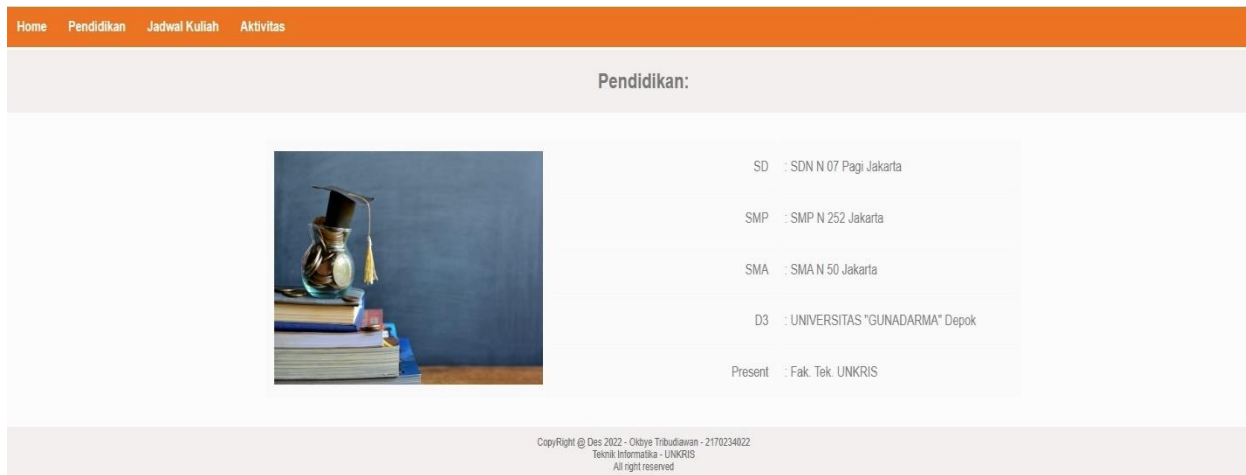 Home Pendidikan Jadwal Kuliah Aktivitas
Pendidikan:
SD : SDN N 07 Pagi Jakarta
SMP : SMP N 252 Jakarta
SMA : SMA N 50 Jakarta
D3 : UNIVERSITAS "GUNADARMA" Depok
Present : Fak. Tek. UNKRIS
CopyRight @ Des 2022 - Okbye Tribudiawan - 2170234022
Teknik Informatika - UNKRIS
All right reserved